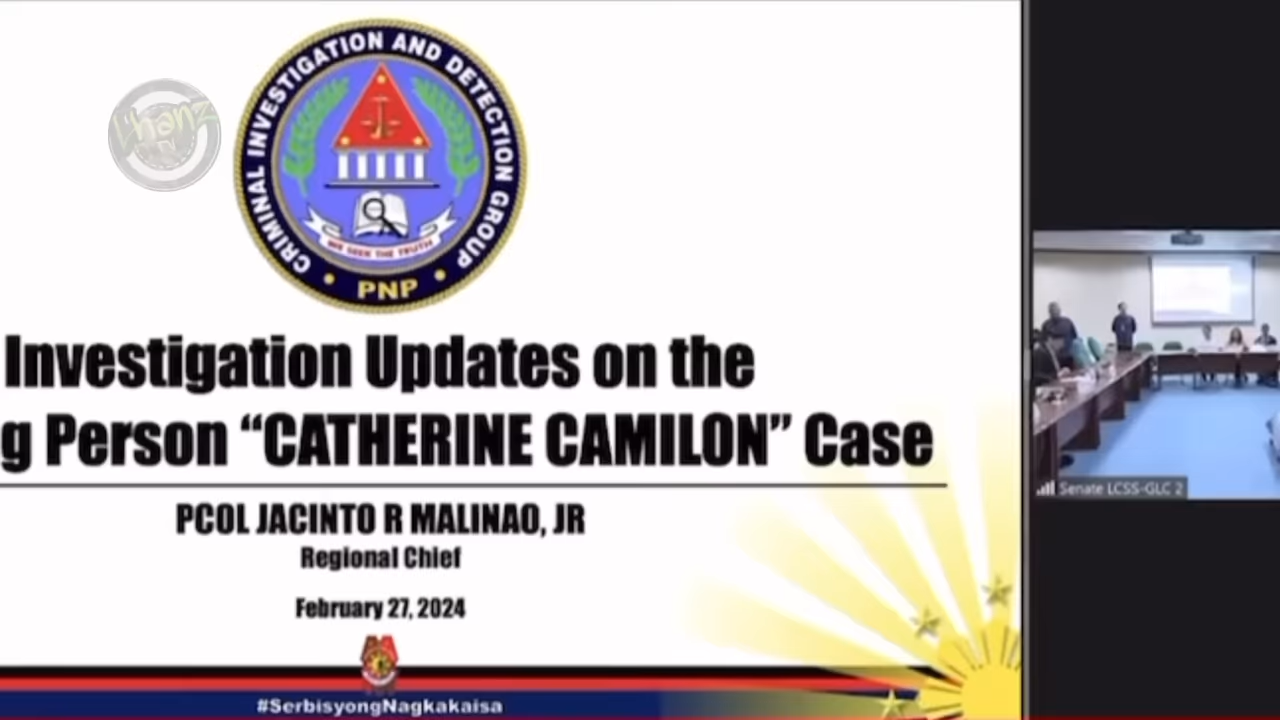 CRIMINAL INVESTIGATION AND DETECTION GROUP
WE SEEK THE TRUTH
PNP
Investigation Updates on the
g Person “CATHERINE CAMILON” Case
PCOL JACINTO R MALINAO, JR
Regional Chief
February 27, 2024
#SerbisyongNagkakaisa
Senate LCSS-GLC 2